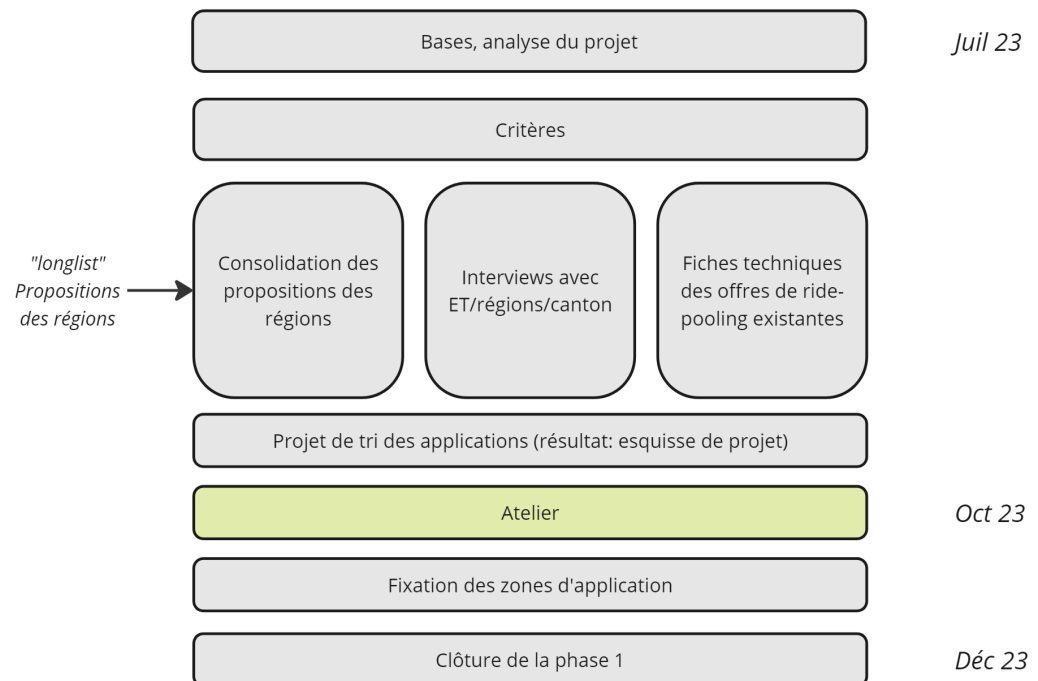 Bases, analyse du projet
Juil 23
Critères
"longlist"
Propositions
des régions
Consolidation des
propositions des
régions
Interviews avec
ET/régions/canton
Fiches techniques
des offres de ride-
pooling existantes
Projet de tri des applications (résultat: esquisse de projet)
Atelier
Oct 23
Fixation des zones d'application
Clôture de la phase 1
Déc 23